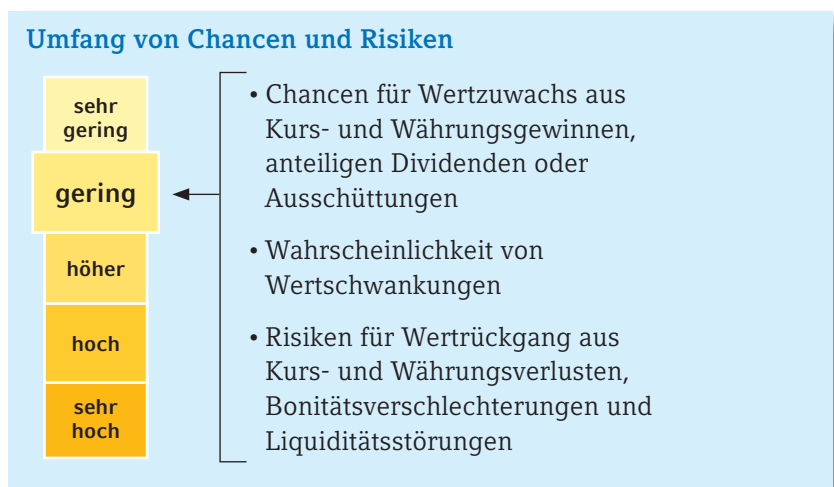 Umfang von Chancen und Risiken
sehr
gering
gering
höher
hoch
sehr
hoch
• Chancen für Wertzuwachs aus
Kurs- und Währungsgewinnen,
anteiligen Dividenden oder
Ausschüttungen
• Wahrscheinlichkeit von
Wertschwankungen
• Risiken für Wertrückgang aus
Kurs- und Währungsverlusten,
Bonitätsverschlechterungen und
Liquiditätsstörungen